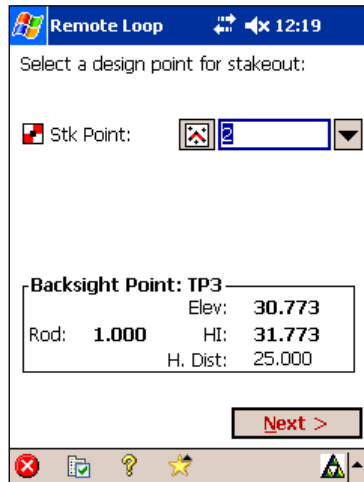 Remote Loop 12:19
Select a design point for stakeout:
Stk Point: 2
Backsight Point: TP3
Elev: 30.773
Rod: 1.000 HI: 31.773
H. Dist: 25.000
Next >